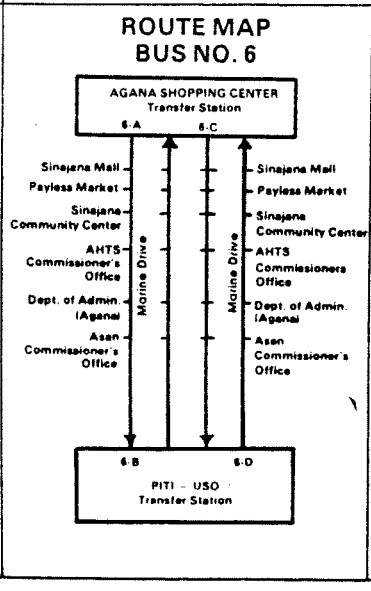 ROUTE MAP
BUS NO. 6
AGANA SHOPPING CENTER
Transfer Station
6-A
6-C
Sinajana Mall
Payless Market
Sinajana
Community Center
AHTS
Commissioner's
Office
Dept. of Admin.
(Agana)
Asan
Commissioner's
Office
Marine Drive
Marine Drive
Sinajana Mall
Payless Market
Sinajana
Community Center
AHTS
Commissioners
Office
Dept. of Admin.
(Agana)
Asan
Commissioner's
Office
6-B
6-D
PITI - USO
Transfer Station